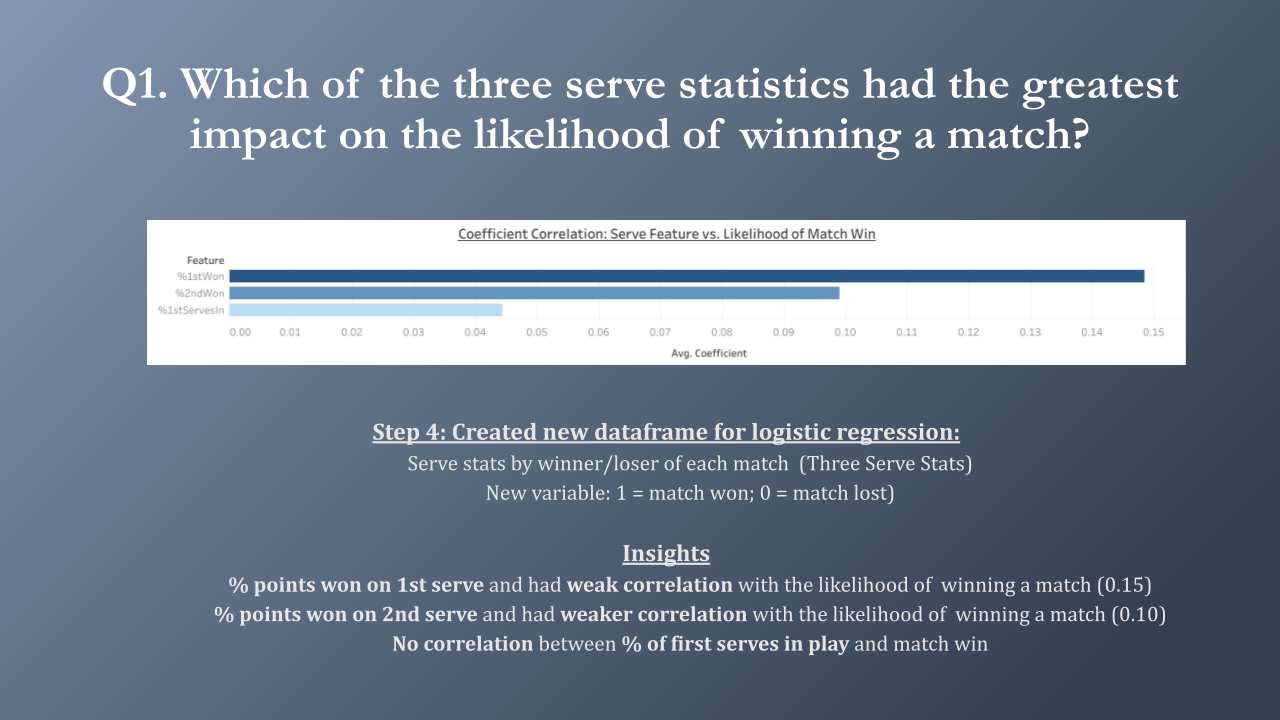 Q1. Which of the three serve statistics had the greatest
impact on the likelihood of winning a match?
Coefficient Correlation: Serve Feature vs. Likelihood of Match Win
Feature
%1stWon
%2ndWon
%1stServesIn
0.00 0.01 0.02 0.03 0.04 0.05 0.06 0.07 0.08 0.09 0.10 0.11 0.12 0.13 0.14 0.15
Avg. Coefficient
Step 4: Created new dataframe for logistic regression:
Serve stats by winner/loser of each match (Three Serve Stats)
New variable: 1 = match won; 0 = match lost)
Insights
% points won on 1st serve and had weak correlation with the likelihood of winning a match (0.15)
% points won on 2nd serve and had weaker correlation with the likelihood of winning a match (0.10)
No correlation between % of first serves in play and match win